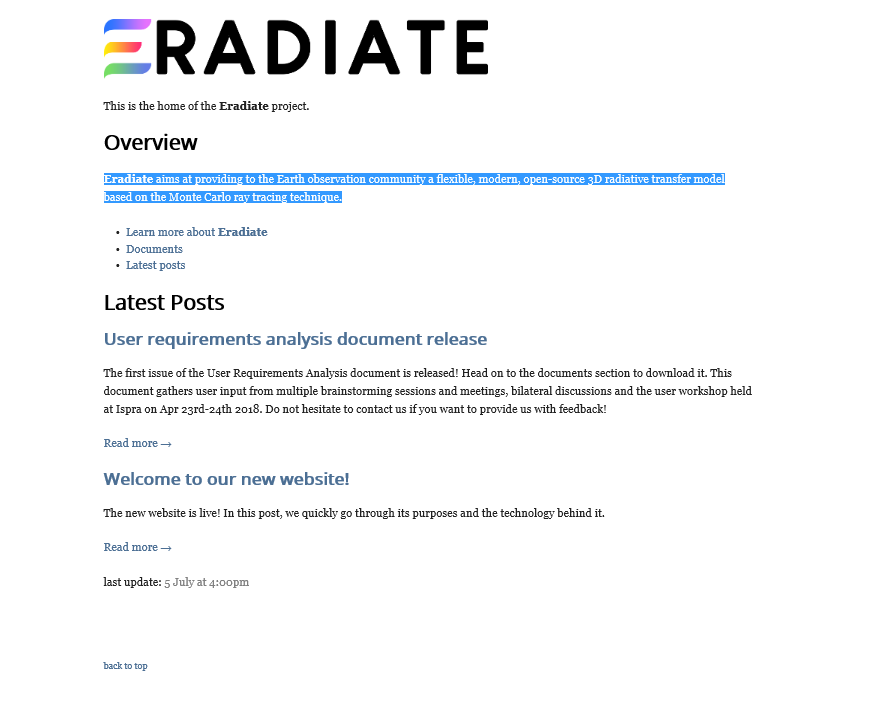 ERADIATE
This is the home of the Eradiate project.
Overview
Eradiate aims at providing to the Earth observation community a flexible, modern, open-source 3D radiative transfer model
based on the Monte Carlo ray tracing technique.
• Learn more about Eradiate
• Documents
• Latest posts
Latest Posts
User requirements analysis document release
The first issue of the User Requirements Analysis document is released! Head on to the documents section to download it. This
document gathers user input from multiple brainstorming sessions and meetings, bilateral discussions and the user workshop held
at Ispra on Apr 23rd-24th 2018. Do not hesitate to contact us if you want to provide us with feedback!
Read more →
Welcome to our new website!
The new website is live! In this post, we quickly go through its purposes and the technology behind it.
Read more →
last update: 5 July at 4:00pm
back to top